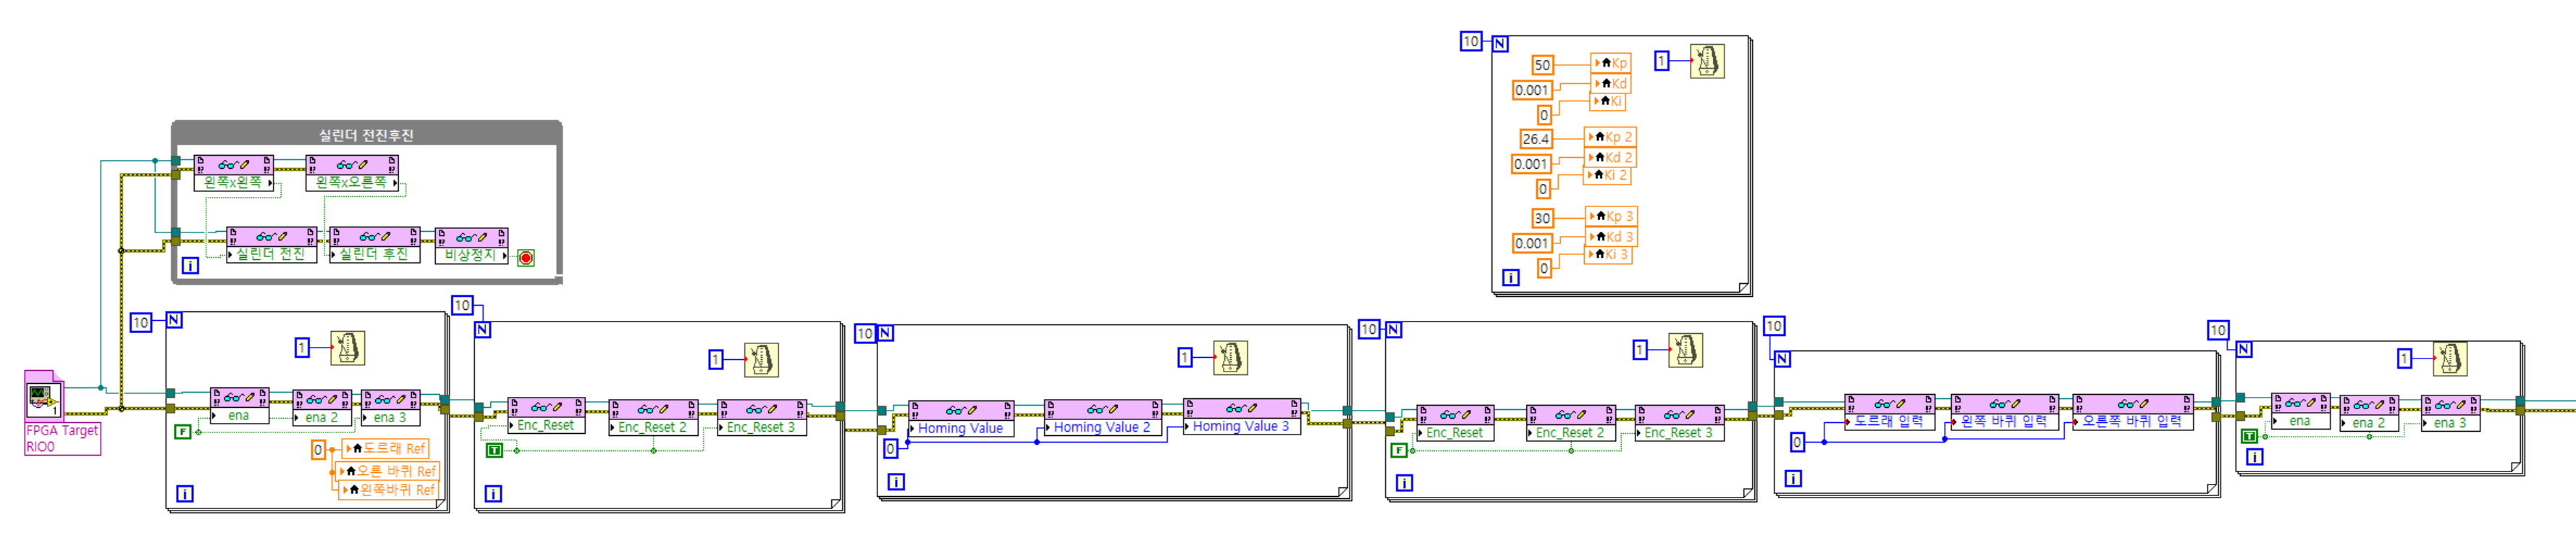 10 N
50 Kp
1
0.001 Kd
0 Ki
26.4 Kp 2
0.001 Kd 2
0 Ki 2
30 Kp 3
0.001 Kd 3
0 Ki 3
i
실린더 전진후진
왼쪽x왼쪽 왼쪽x오른쪽
실린더 전진 실린더 후진 비상정지
i
FPGA Target
RIO0
1
10 N
1
ena ena 2 ena 3
F
0 도르래 Ref
오른 바퀴 Ref
왼쪽바퀴 Ref
i
10
N
1
Enc_Reset Enc_Reset 2 Enc_Reset 3
T
i
10 N
1
Homing Value Homing Value 2 Homing Value 3
0
i
10 N
1
Enc_Reset Enc_Reset 2 Enc_Reset 3
F
i
10
N
도르래 입력 왼쪽 바퀴 입력 오른쪽 바퀴 입력
0
i
10
N
1
ena ena 2 ena 3
T
i